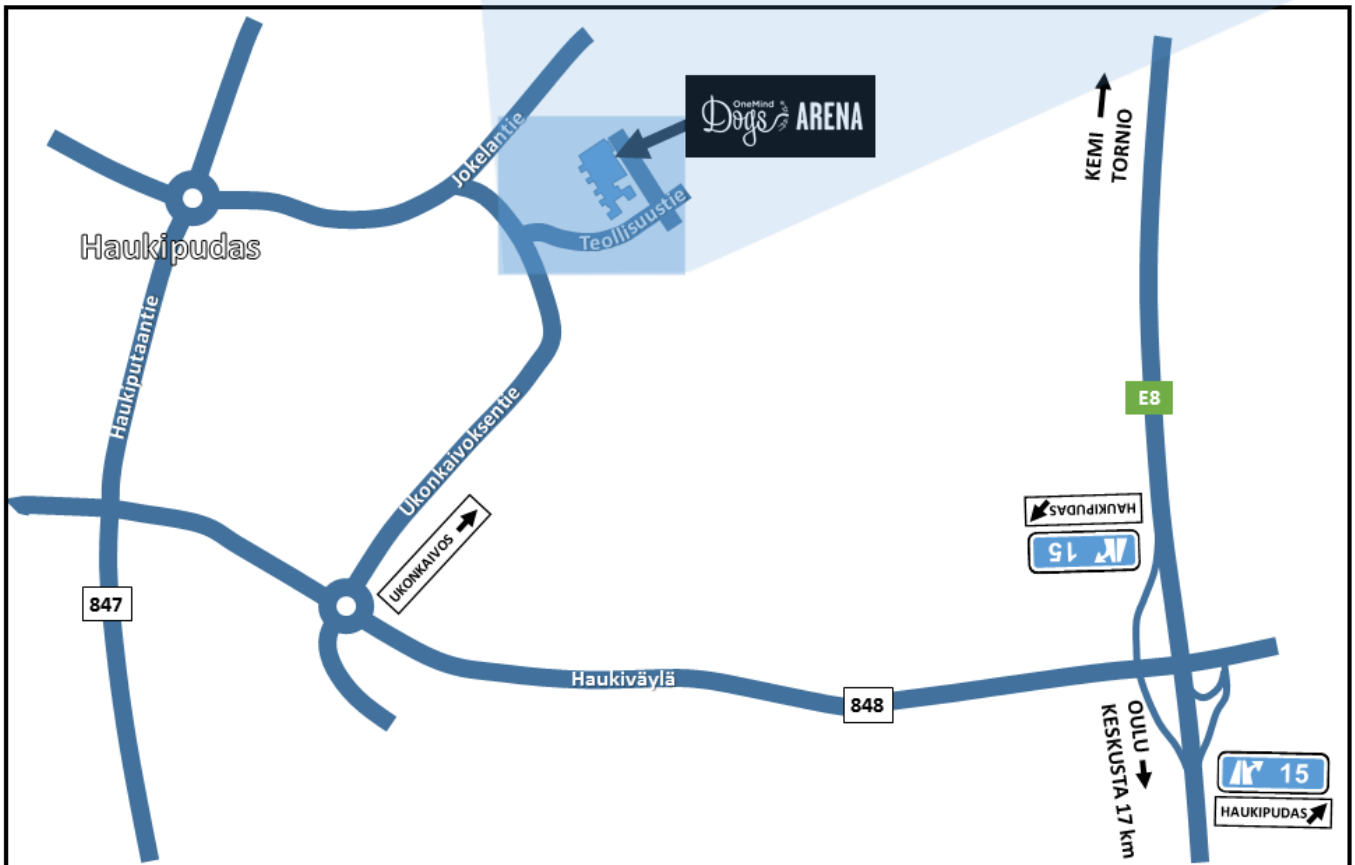 OneMind
Dogs ARENA
Jokelantie
KEMI
TORNIO
Teollisuustie
Haukipudas
Haukiputaantie
E8
Ukonkaivoksentie
HAUKIPUDAS
15
UKONKAIVOS
847
Haukiväylä
848
OULU
KESKUSTA 17 km
15
HAUKIPUDAS